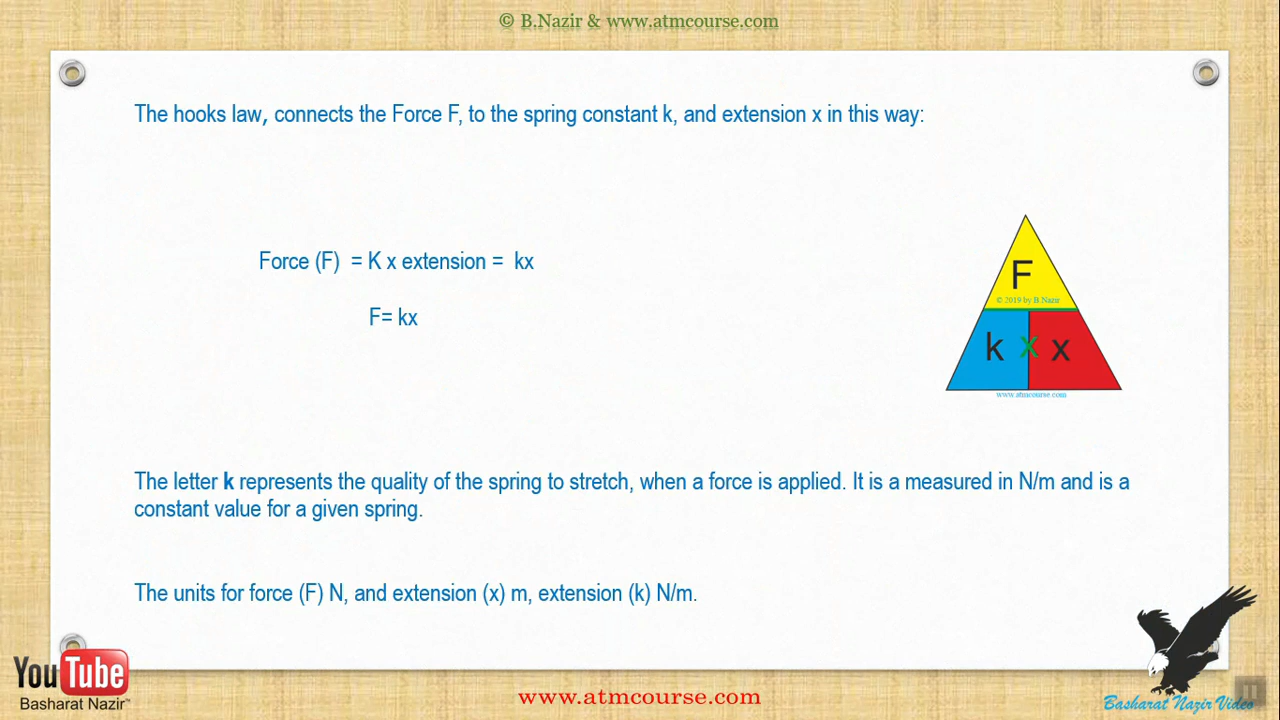 © B.Nazir & www.atmcourse.com
The hooks law, connects the Force F, to the spring constant k, and extension x in this way:
Force (F) = K x extension = kx
F= kx
F
© 2019 by B.Nazir
k x x
www.atmcourse.com
The letter k represents the quality of the spring to stretch, when a force is applied. It is a measured in N/m and is a
constant value for a given spring.
The units for force (F) N, and extension (x) m, extension (k) N/m.
YouTube
Basharat Nazir™
www.atmcourse.com
Basharat Nazir Video